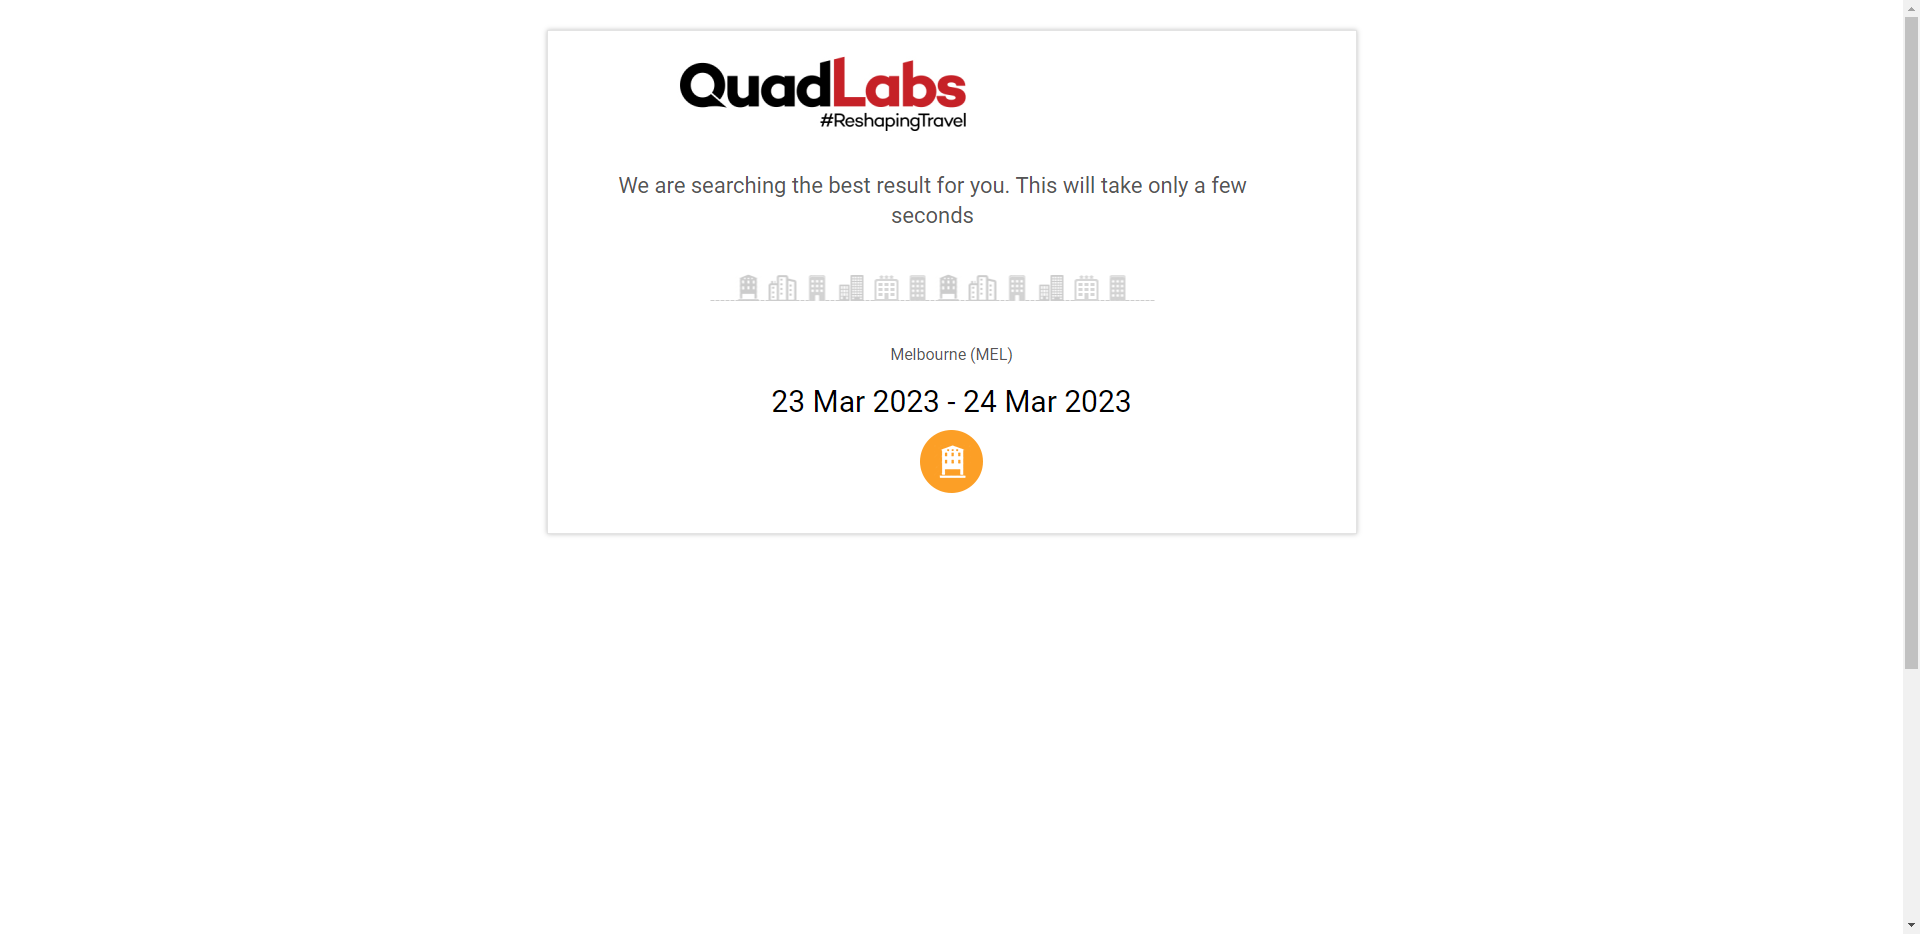 QuadLabs
#ReshapingTravel
We are searching the best result for you. This will take only a few
seconds
Melbourne (MEL)
23 Mar 2023 - 24 Mar 2023